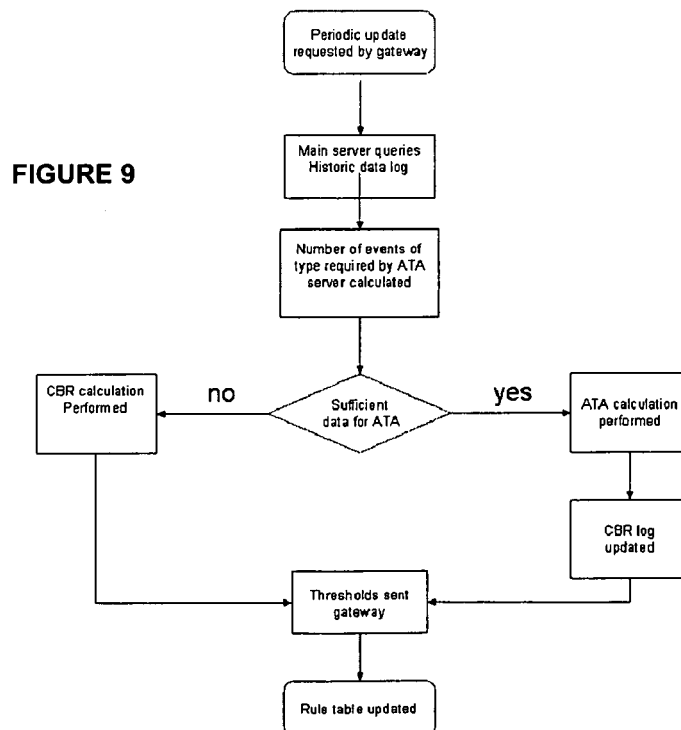 Periodic update
requested by gateway
FIGURE 9
Main server queries
Historic data log
Number of events of
type required by ATA
server calculated
CBR calculation
Performed
no
Sufficient
data for ATA
yes
ATA calculation
performed
CBR log
updated
Thresholds sent
gateway
Rule table updated